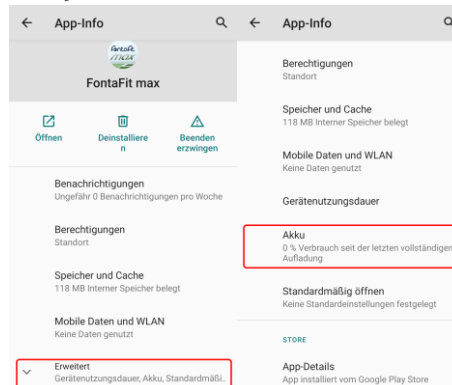 App-Info
FontaFit max
FontaFit max
Öffnen
Deinstalliere
n
Beenden
erzwingen
Benachrichtigungen
Ungefähr 0 Benachrichtigungen pro Woche
Berechtigungen
Standort
Speicher und Cache
118 MB Interner Speicher belegt
Mobile Daten und WLAN
Keine Daten genutzt
Erweitert
Gerätenutzungsdauer, Akku, Standardmäßi..
App-Info
Berechtigungen
Standort
Speicher und Cache
118 MB Interner Speicher belegt
Mobile Daten und WLAN
Keine Daten genutzt
Gerätenutzungsdauer
Akku
0 % Verbrauch seit der letzten vollständigen
Aufladung
Standardmäßig öffnen
Keine Standardeinstellungen festgelegt
STORE
App-Details
App installiert vom Google Play Store